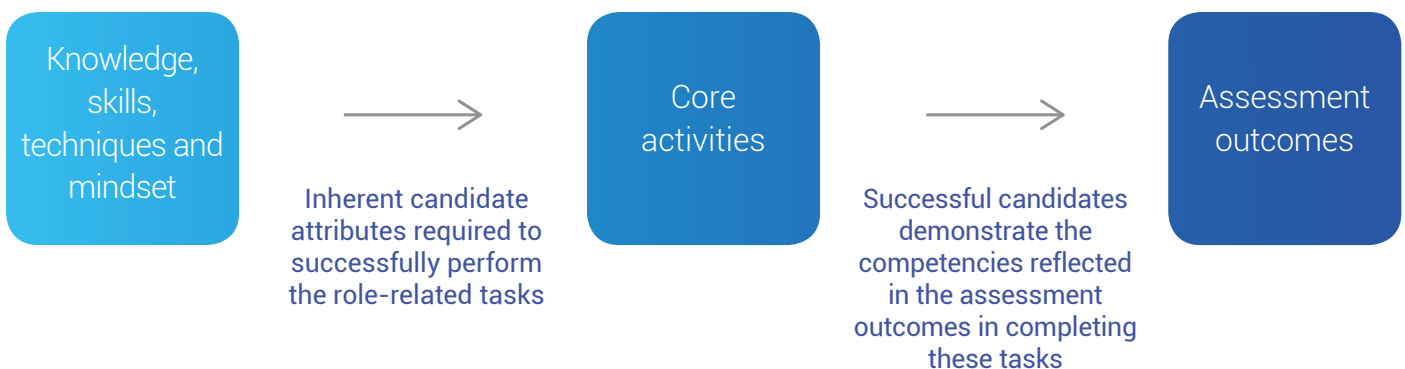 Knowledge,
skills,
techniques and
mindset
Inherent candidate
attributes required to
successfully perform
the role-related tasks
Core
activities
Successful candidates
demonstrate the
competencies reflected
in the assessment
outcomes in completing
these tasks
Assessment
outcomes